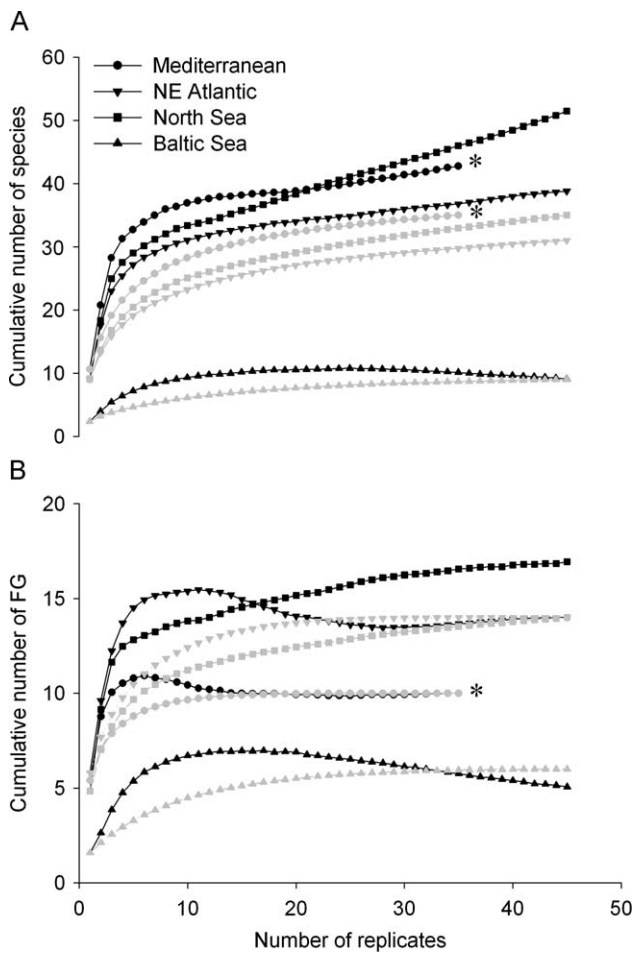 A
60
50
40
30
20
10
0
Cumulative number of species
Mediterranean
NE Atlantic
North Sea
Baltic Sea
*
*
B
20
15
10
5
0
Cumulative number of FG
*
0 10 20 30 40 50
Number of replicates